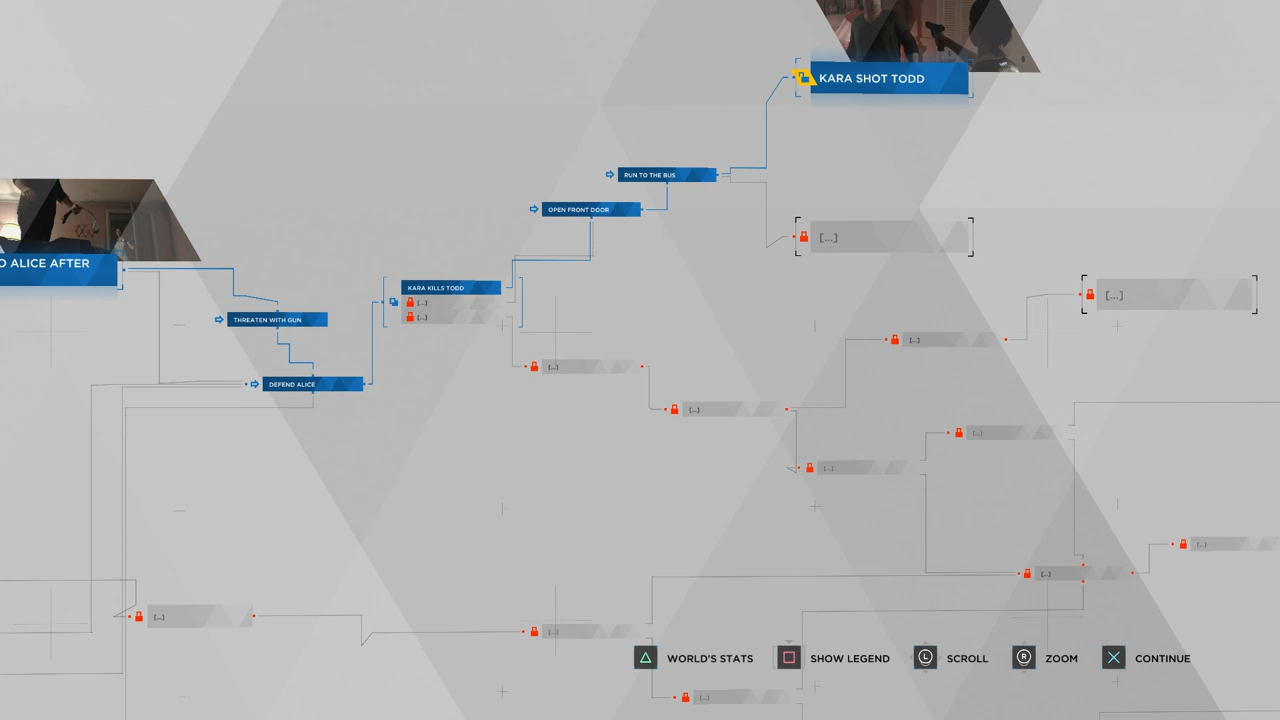 KARA SHOT TODD
RUN TO THE BUS
OPEN FRONT DOOR
[...]
O ALICE AFTER
KARA KILLS TODD
[...]
[...]
[...]
THREATEN WITH GUN
[...]
[...]
DEFEND ALICE
[...]
[...]
[...]
[...]
[...]
[...]
[...]
L
R
WORLD'S STATS
SHOW LEGEND
SCROLL
ZOOM
CONTINUE
[...]